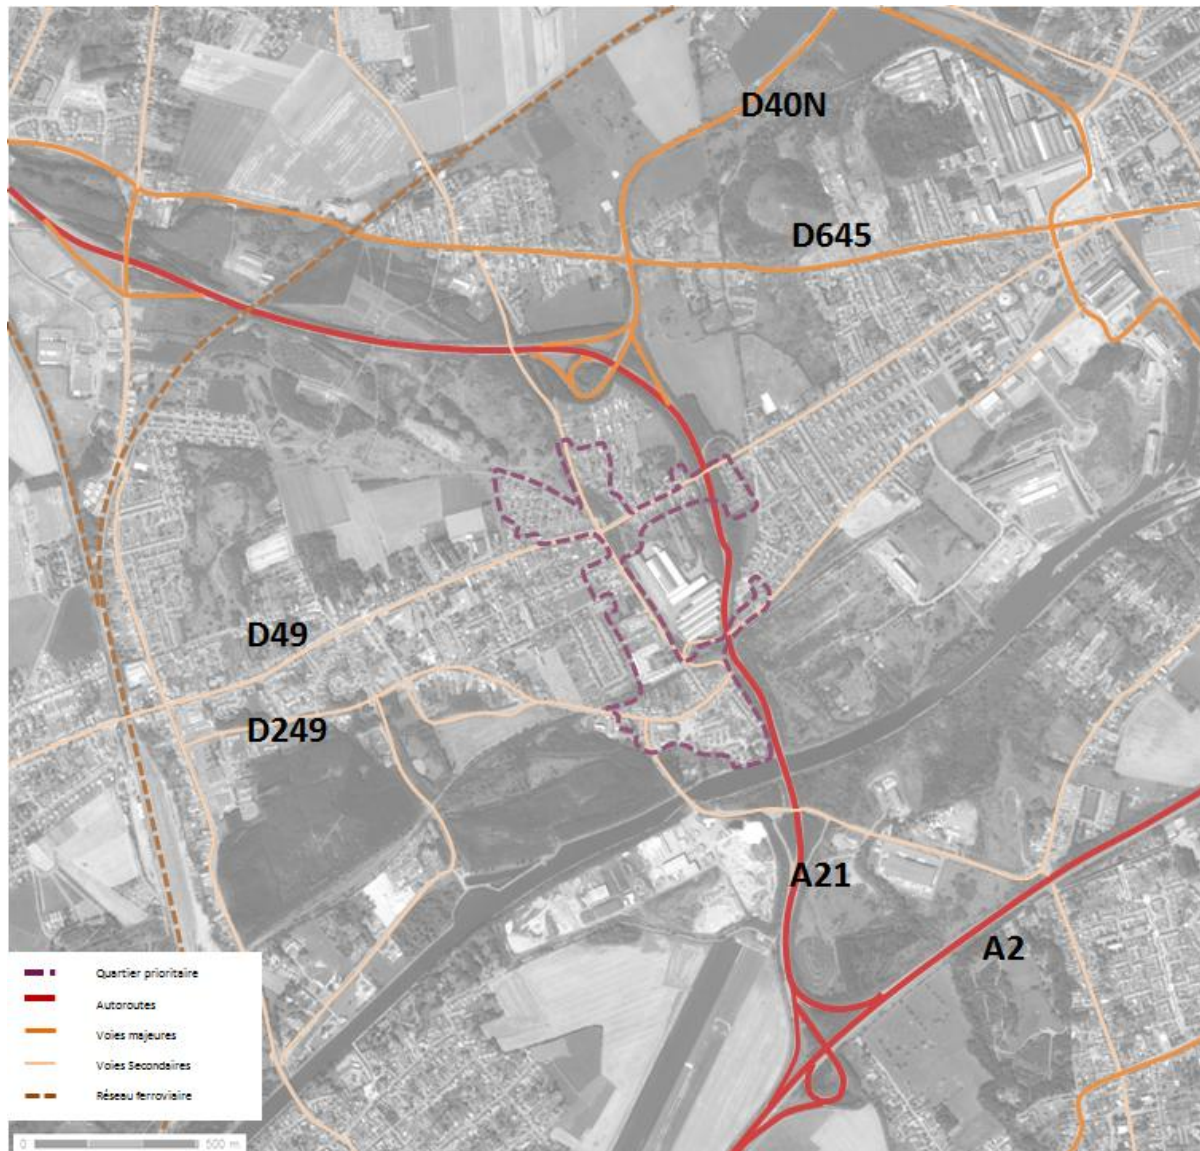 D40N
D645
D49
D249
A21
A2
Quartier prioritaire
Autoroutes
Voies majeures
Voies Secondaires
Réseau ferroviaire
0 500 m